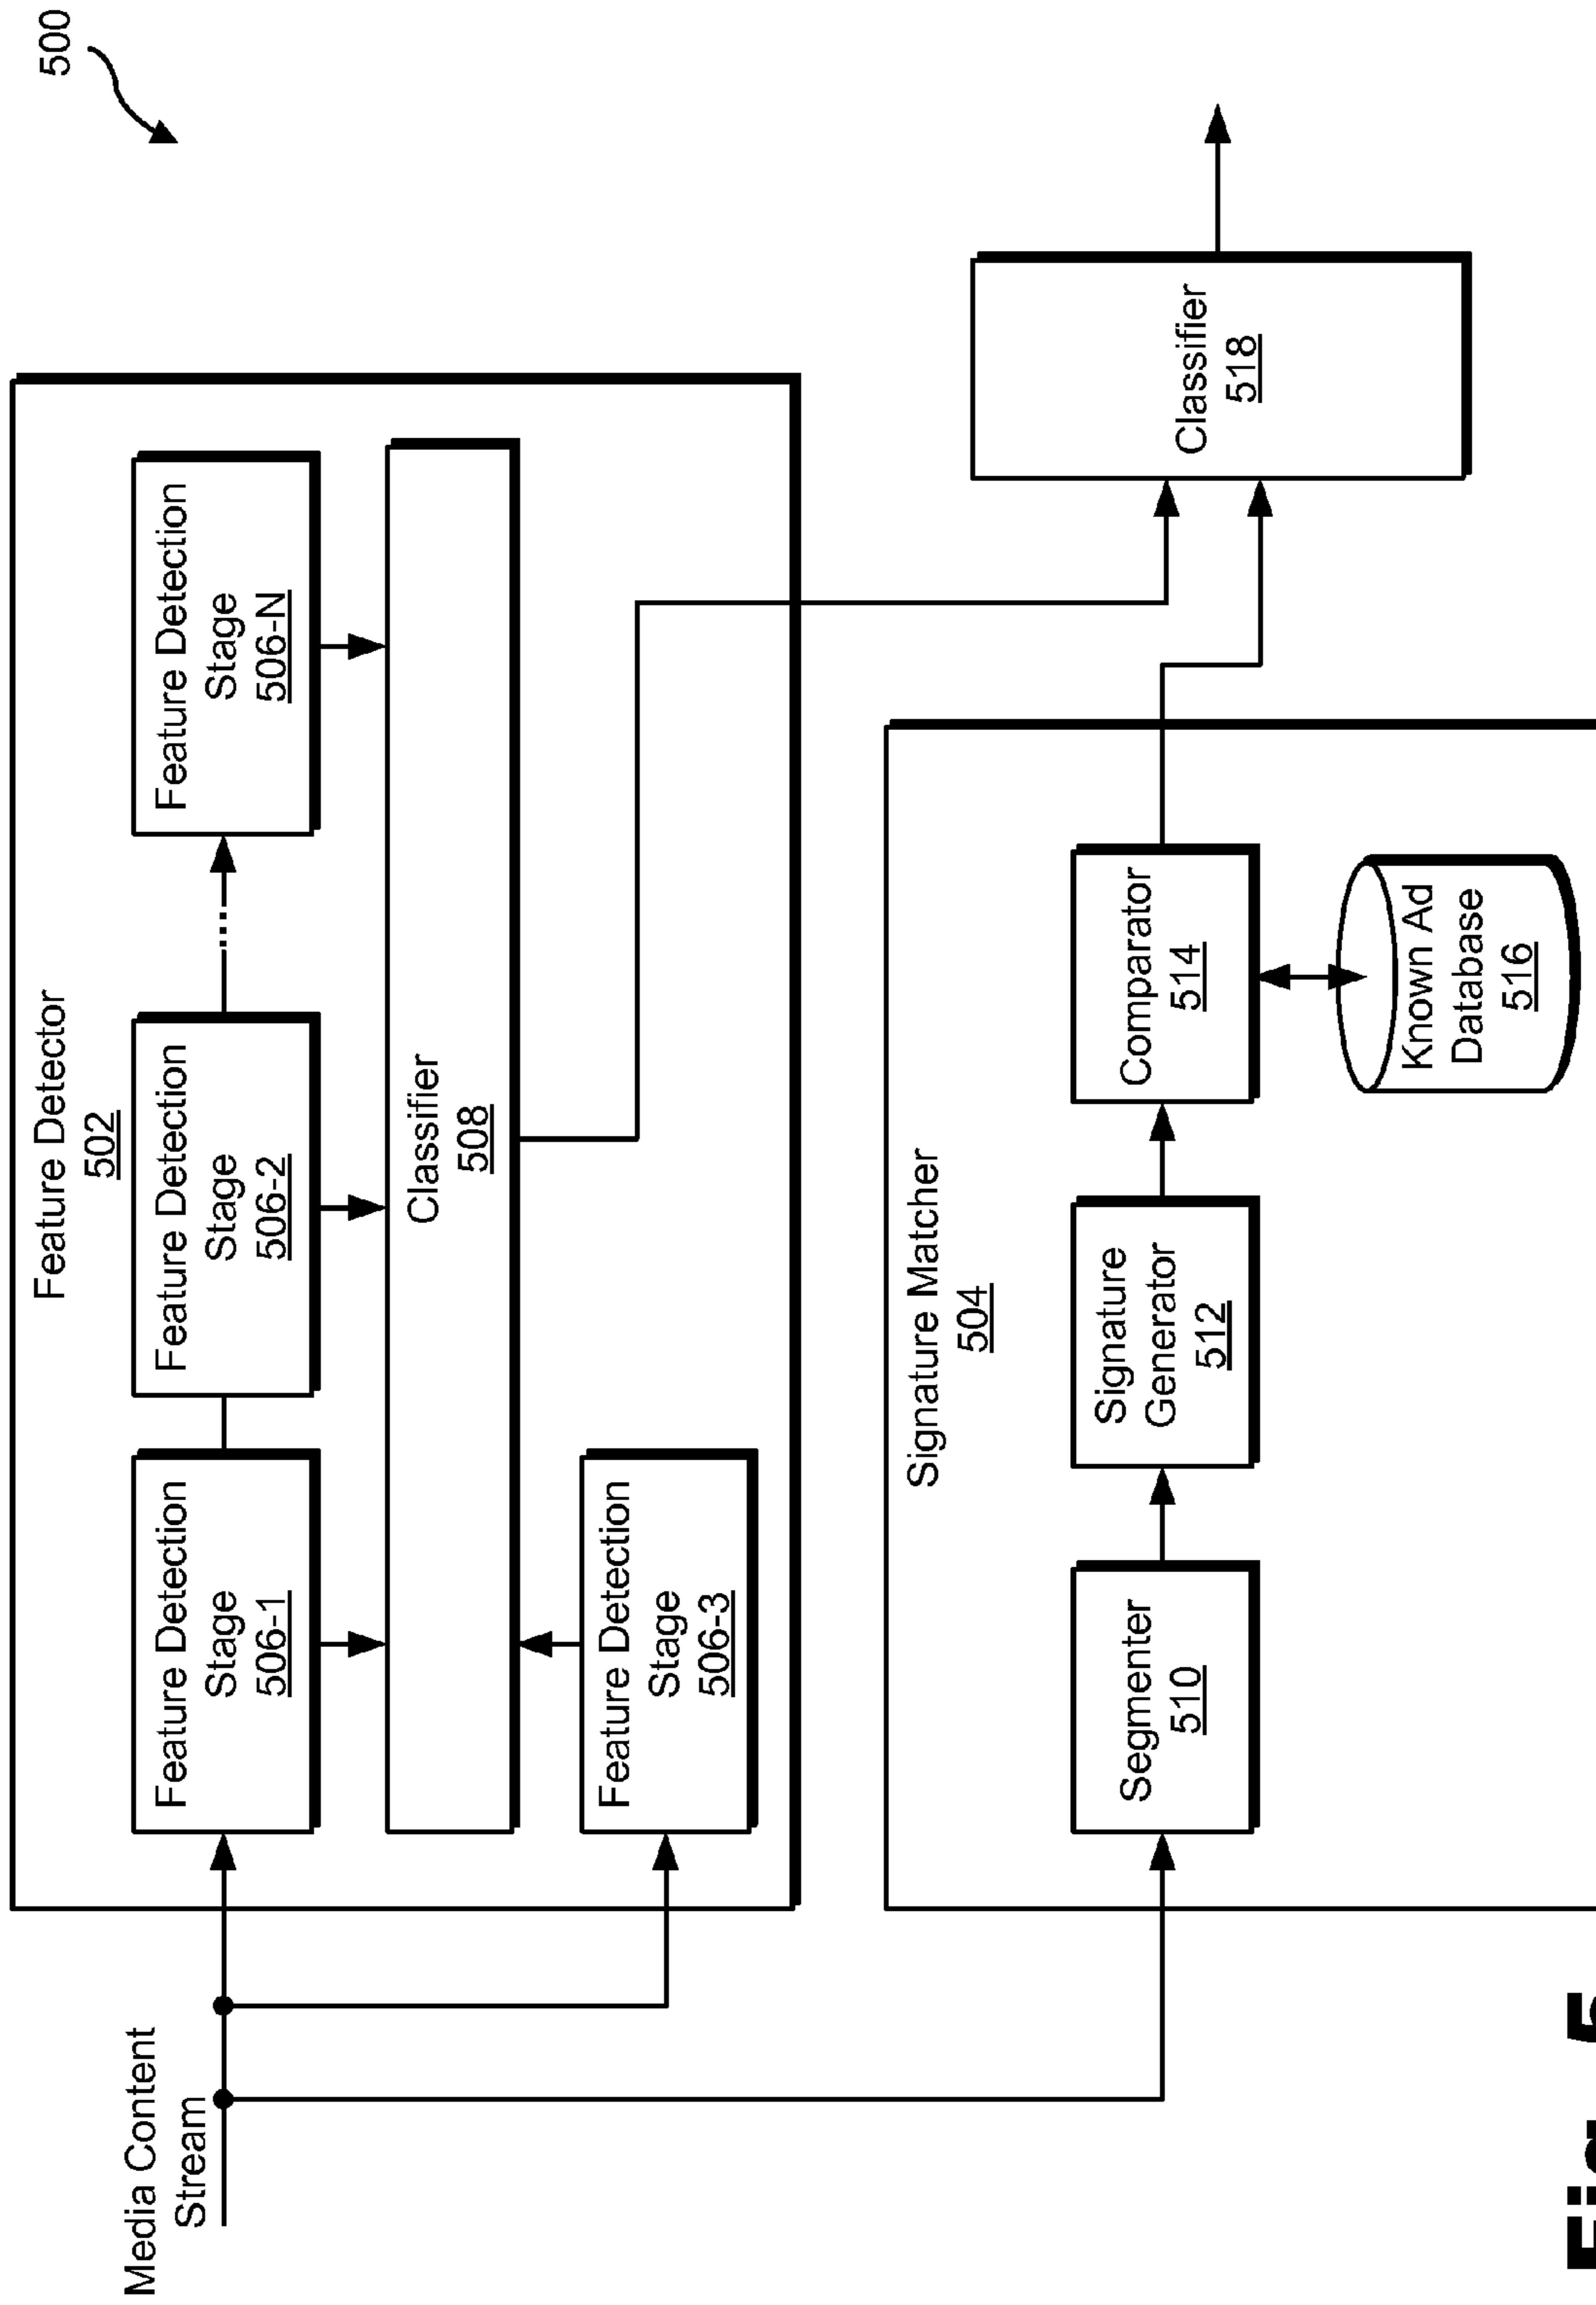 500
Feature Detector
502
Media Content
Stream
Feature Detection
Stage
506-1
Feature Detection
Stage
506-2
Feature Detection
Stage
506-N
Classifier
508
Feature Detection
Stage
506-3
Signature Matcher
504
Segmenter
510
Signature
Generator
512
Comparator
514
Known Ad
Database
516
Classifier
518
Fig. 5